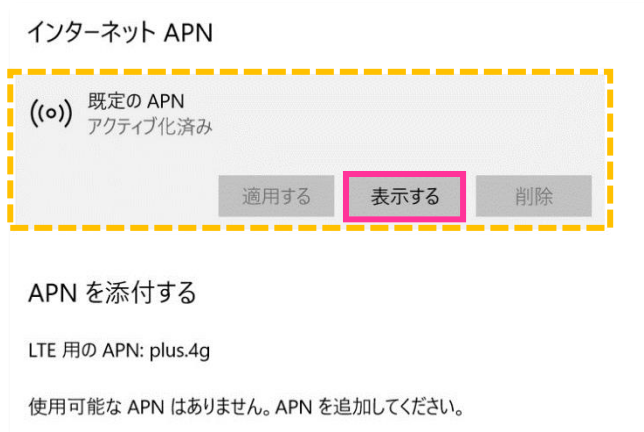 インターネット APN
既定の APN
アクティブ化済み
適用する 表示する 削除
APN を添付する
LTE 用の APN: plus.4g
使用可能な APN はありません。APN を追加してください。